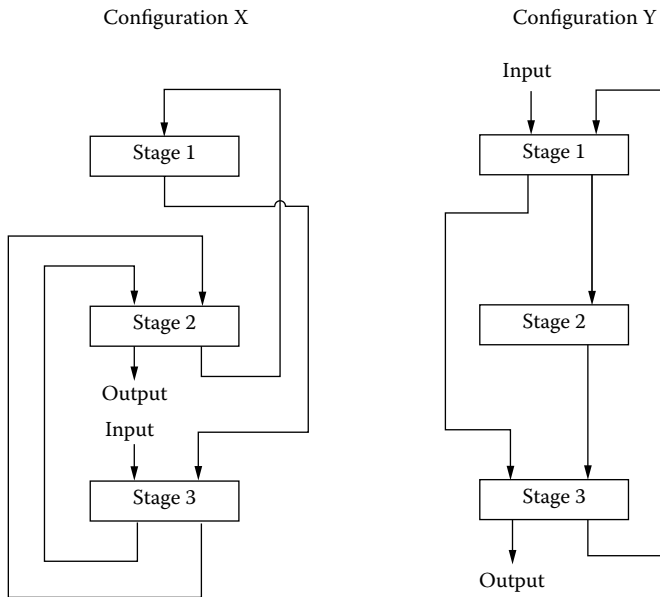 Configuration X
Stage 1
Stage 2
Output
Input
Stage 3
Configuration Y
Input
Stage 1
Stage 2
Stage 3
Output